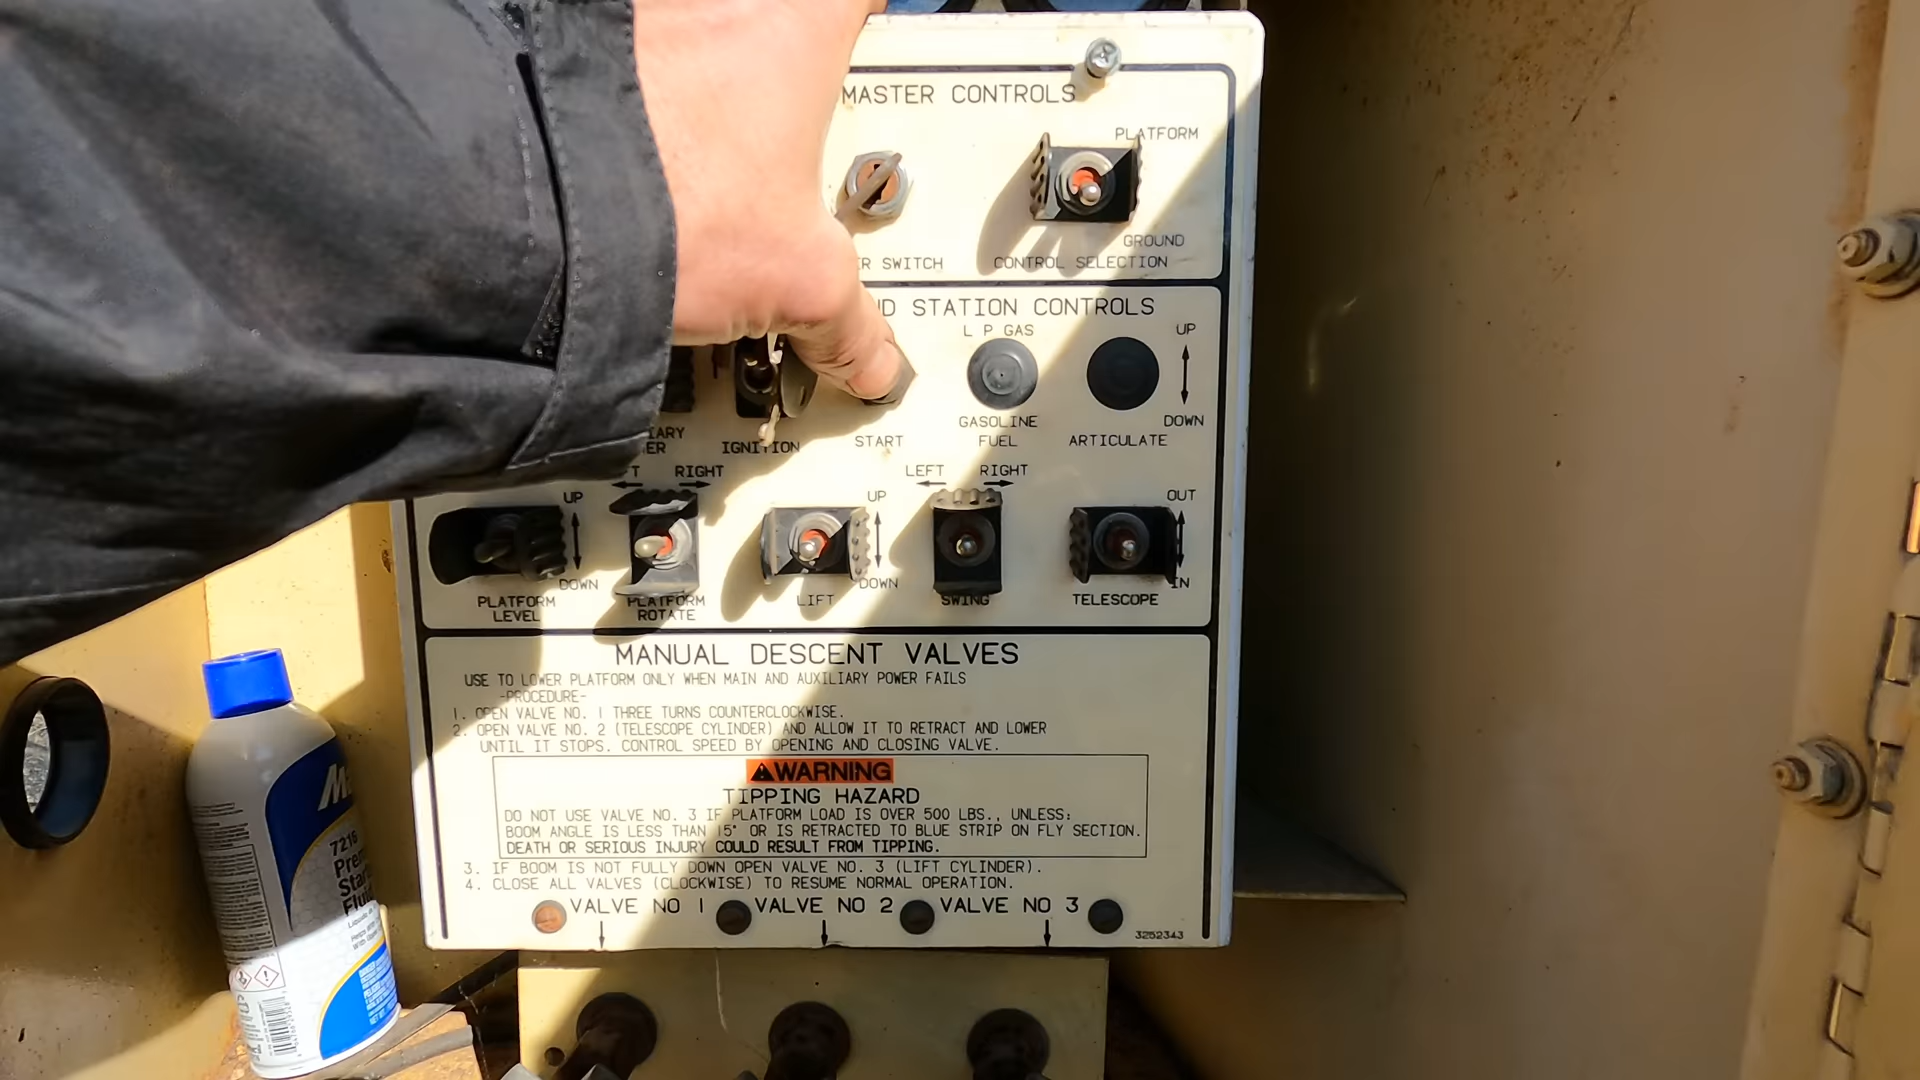 MASTER CONTROLS
PLATFORM
GROUND
SWITCH
CONTROL SELECTION
STATION CONTROLS
L P GAS
UP
GASOLINE
DOWN
IGNITION
START
FUEL
ARTICULATE
RIGHT
LEFT
RIGHT
UP
UP
OUT
DOWN
DOWN
IN
PLATFORM
LEVEL
PLATFORM
ROTATE
LIFT
SWING
TELESCOPE
MANUAL DESCENT VALVES
USE TO LOWER PLATFORM ONLY WHEN MAIN AND AUXILIARY POWER FAILS
-PROCEDURE-
1. OPEN VALVE NO. 1 THREE TURNS COUNTERCLOCKWISE.
2. OPEN VALVE NO. 2 (TELESCOPE CYLINDER) AND ALLOW IT TO RETRACT AND LOWER
UNTIL IT STOPS. CONTROL SPEED BY OPENING AND CLOSING VALVE.
WARNING
TIPPING HAZARD
DO NOT USE VALVE NO. 3 IF PLATFORM LOAD IS OVER 500 LBS., UNLESS:
BOOM ANGLE IS LESS THAN 15° OR IS RETRACTED TO BLUE STRIP ON FLY SECTION.
DEATH OR SERIOUS INJURY COULD RESULT FROM TIPPING.
3. IF BOOM IS NOT FULLY DOWN OPEN VALVE NO. 3 (LIFT CYLINDER).
4. CLOSE ALL VALVES (CLOCKWISE) TO RESUME NORMAL OPERATION.
VALVE NO 1
VALVE NO 2
VALVE NO 3
3252343
7216